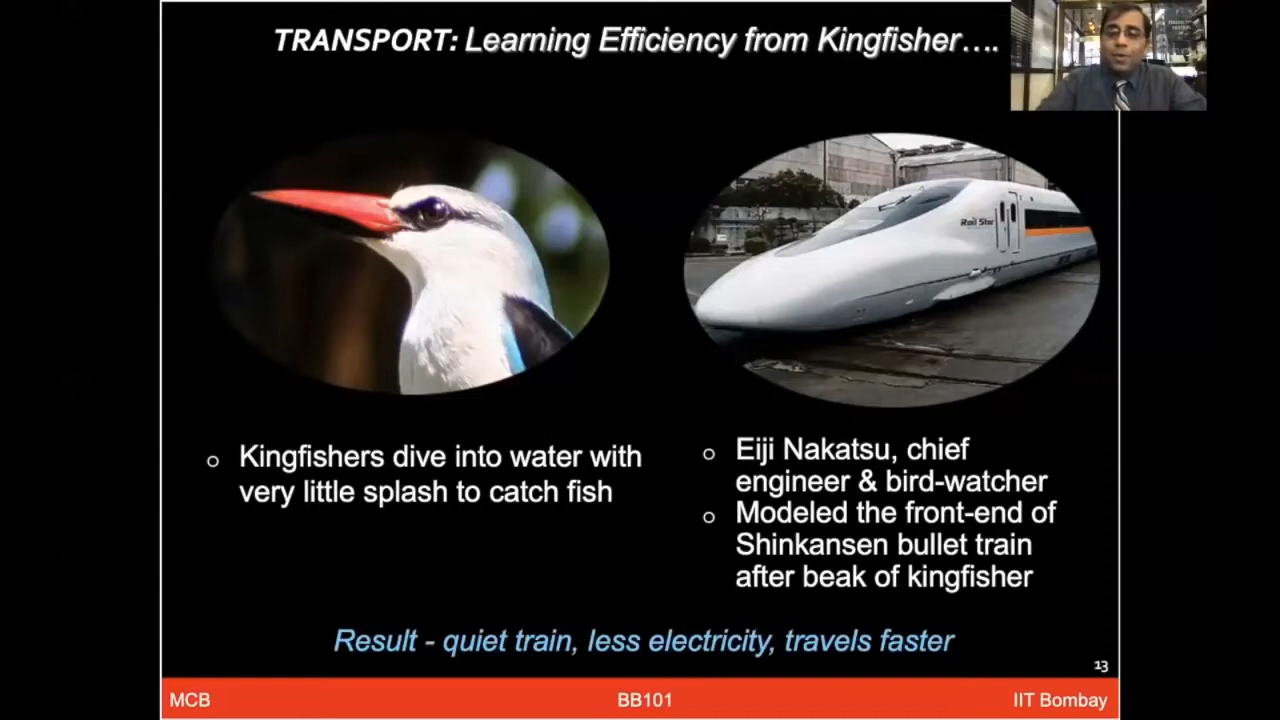 TRANSPORT: Learning Efficiency from Kingfisher....
Rail Star
○ Kingfishers dive into water with
very little splash to catch fish
○ Eiji Nakatsu, chief
engineer & bird-watcher
○ Modeled the front-end of
Shinkansen bullet train
after beak of kingfisher
Result - quiet train, less electricity, travels faster
13
MCB BB101 IIT Bombay